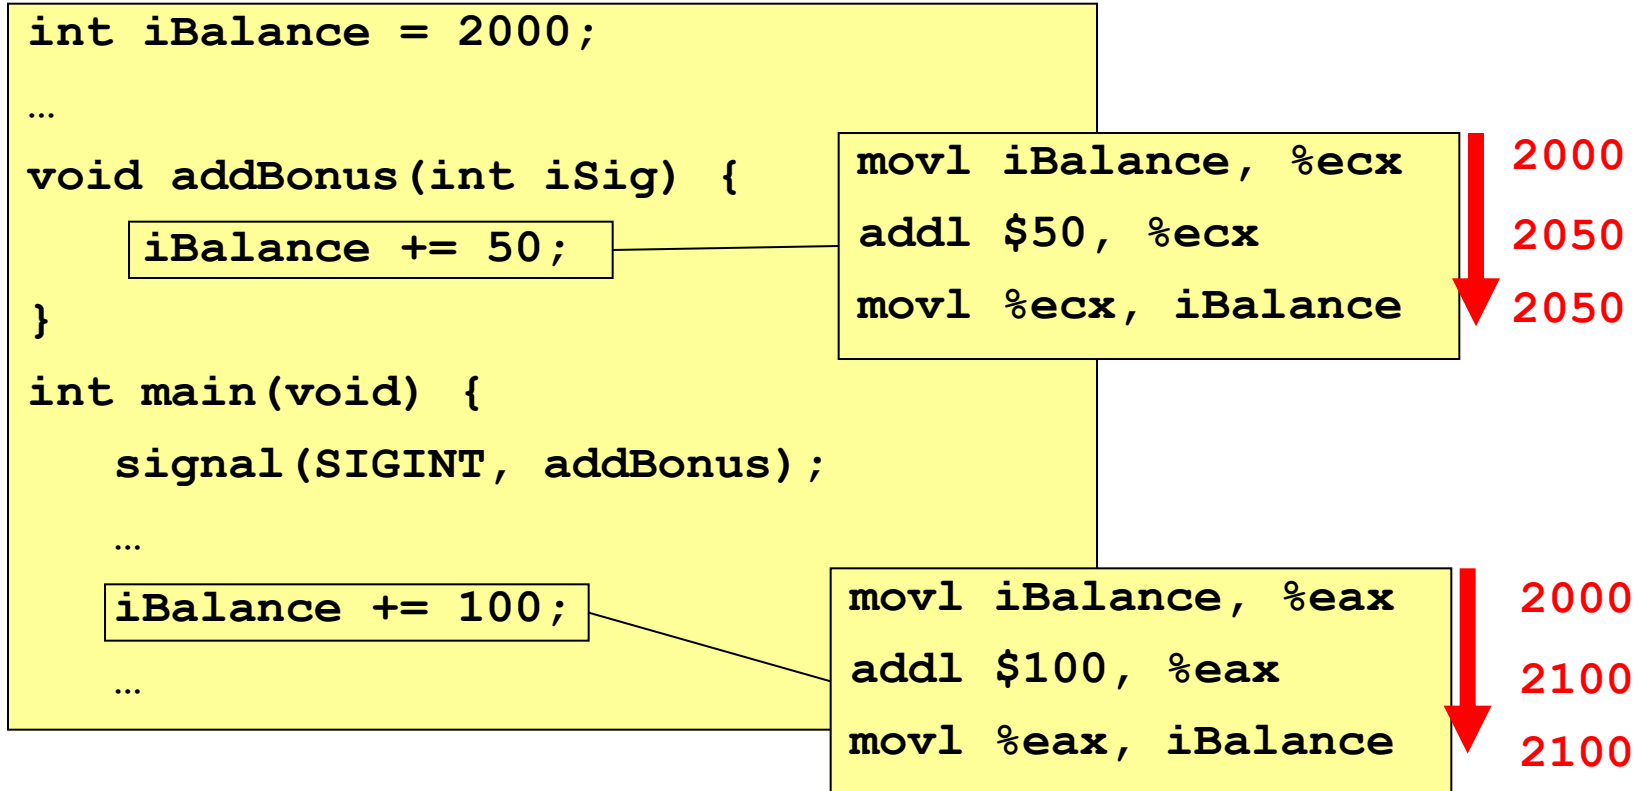 int iBalance = 2000;
…
void addBonus(int iSig) {
iBalance += 50;
}
int main(void) {
signal(SIGINT, addBonus);
…
iBalance += 100;
…
movl iBalance, %ecx
addl $50, %ecx
movl %ecx, iBalance
2000
2050
2050
movl iBalance, %eax
addl $100, %eax
movl %eax, iBalance
2000
2100
2100